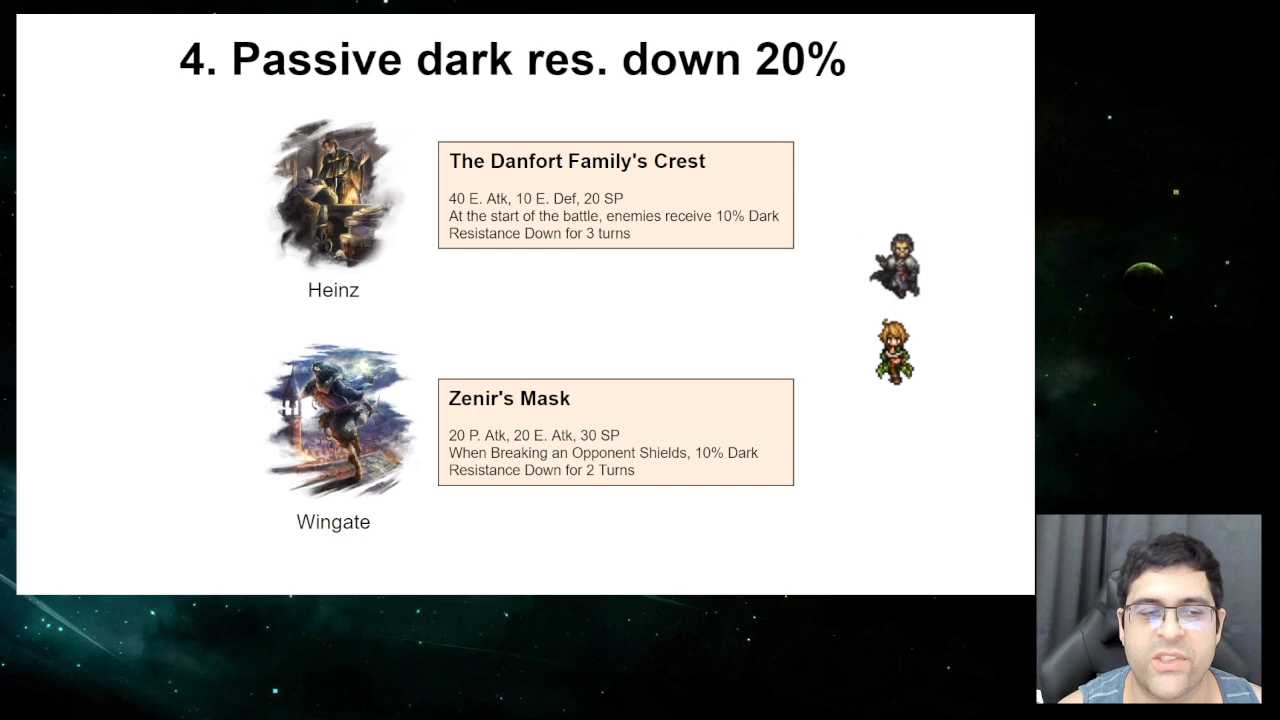 4. Passive dark res. down 20%
The Danfort Family's Crest
40 E. Atk, 10 E. Def, 20 SP
At the start of the battle, enemies receive 10% Dark
Resistance Down for 3 turns
Heinz
Zenir's Mask
20 P. Atk, 20 E. Atk, 30 SP
When Breaking an Opponent Shields, 10% Dark
Resistance Down for 2 Turns
Wingate